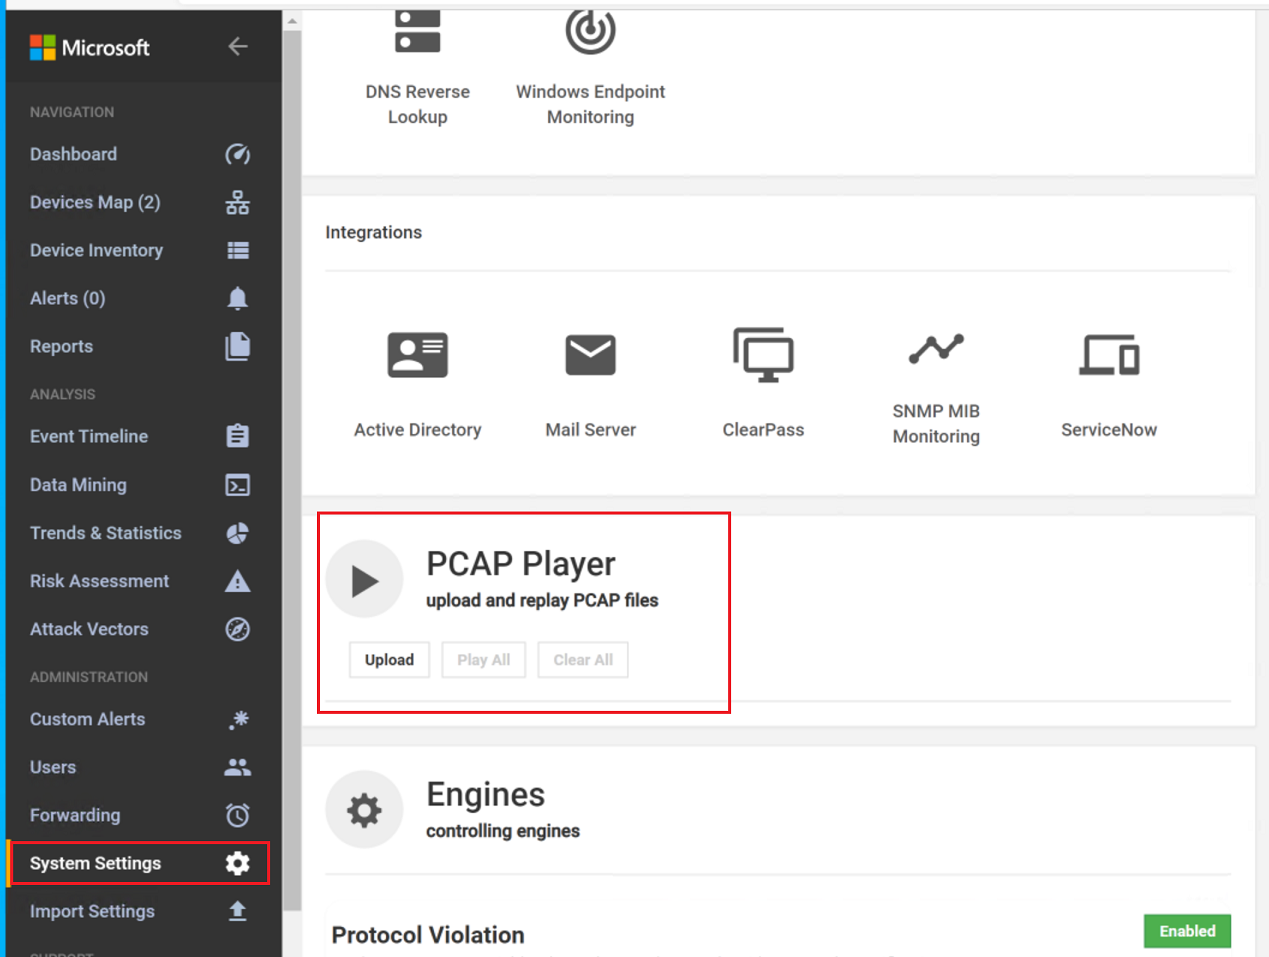 Microsoft
NAVIGATION
Dashboard
Devices Map (2)
Device Inventory
Alerts (0)
Reports
ANALYSIS
Event Timeline
Data Mining
Trends & Statistics
Risk Assessment
Attack Vectors
ADMINISTRATION
Custom Alerts
Users
Forwarding
System Settings
Import Settings
SUPPORT
DNS Reverse
Lookup
Windows Endpoint
Monitoring
Integrations
Active Directory
Mail Server
ClearPass
SNMP MIB
Monitoring
ServiceNow
PCAP Player
upload and replay PCAP files
Upload
Play All
Clear All
Engines
controlling engines
Protocol Violation
Enabled